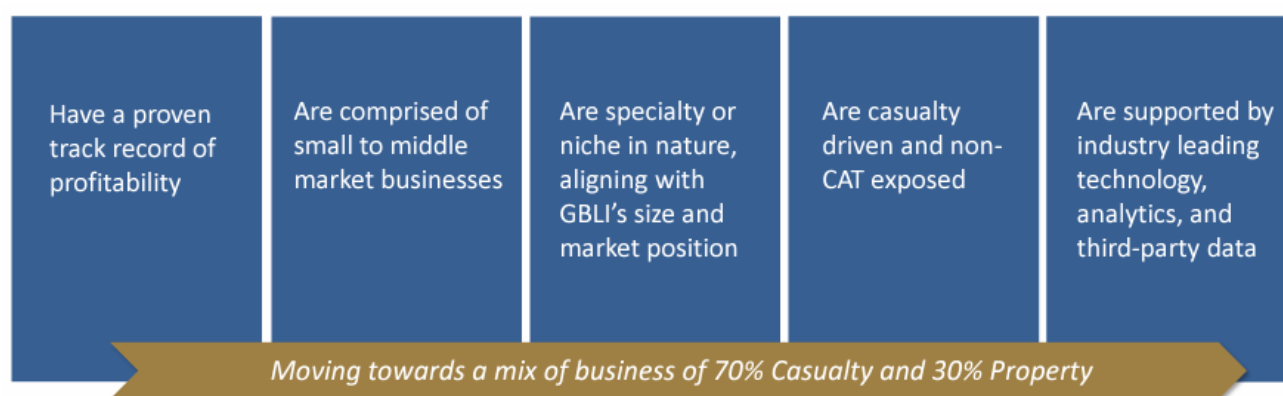 Have a proven
track record of
profitability
Are comprised of
small to middle
market businesses
Are specialty or
niche in nature,
aligning with
GBLI's size and
market position
Are casualty
driven and non-
CAT exposed
Are supported by
industry leading
technology,
analytics, and
third-party data
Moving towards a mix of business of 70% Casualty and 30% Property